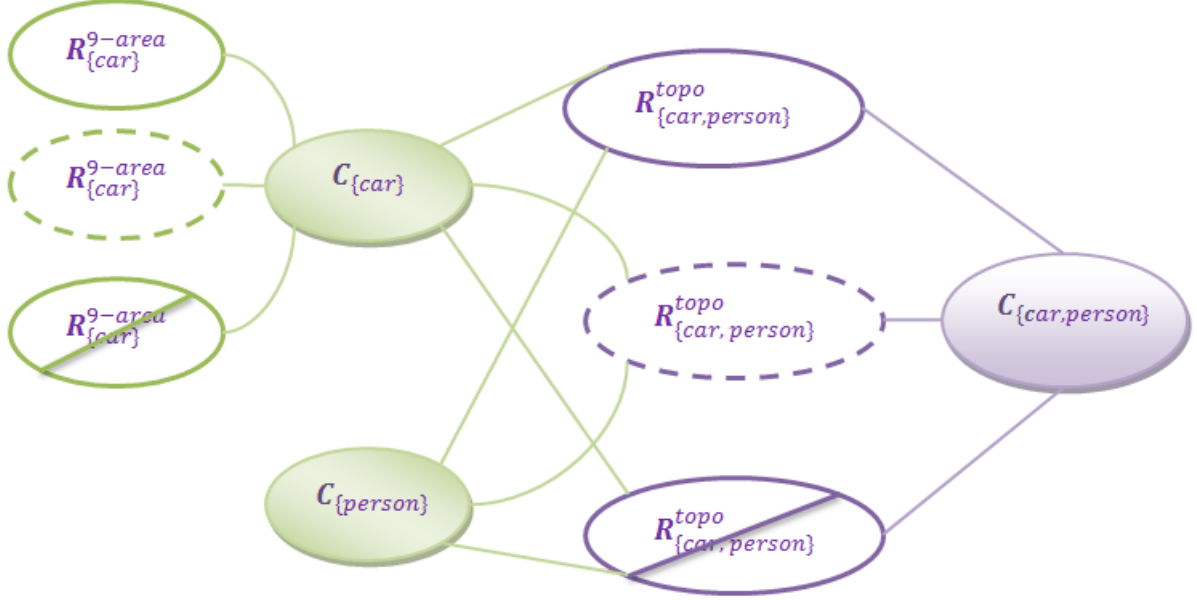 R^{9-area}_{car}
R^{9-area}_{car}
R^{9-area}_{car}
C_{car}
C_{person}
R^{topo}_{car,person}
R^{topo}_{car, person}
R^{topo}_{car, person}
C_{car,person}